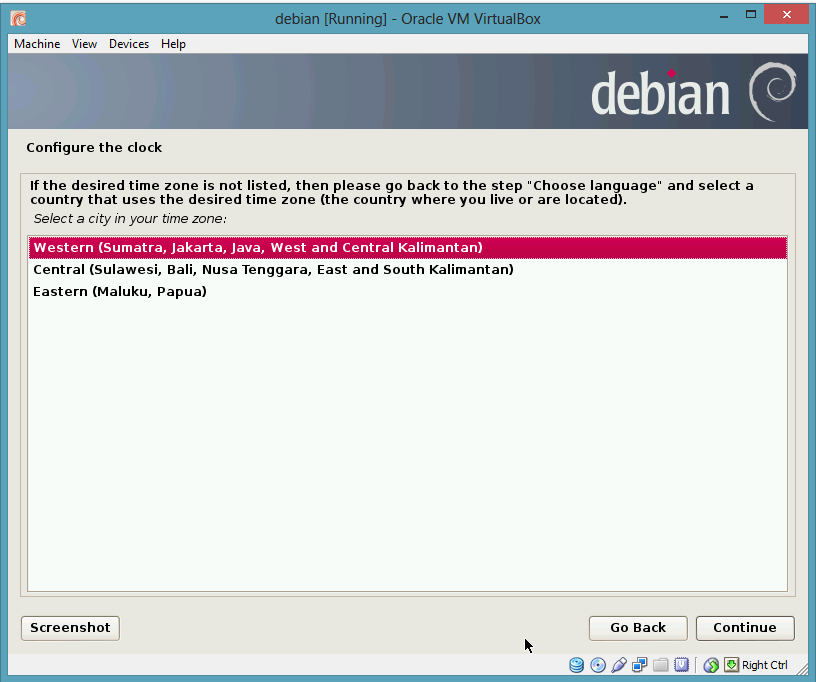 debian [Running] - Oracle VM VirtualBox
Machine View Devices Help
debian
Configure the clock
If the desired time zone is not listed, then please go back to the step "Choose language" and select a
country that uses the desired time zone (the country where you live or are located).
Select a city in your time zone:
Western (Sumatra, Jakarta, Java, West and Central Kalimantan)
Central (Sulawesi, Bali, Nusa Tenggara, East and South Kalimantan)
Eastern (Maluku, Papua)
Screenshot Go Back Continue
Right Ctrl